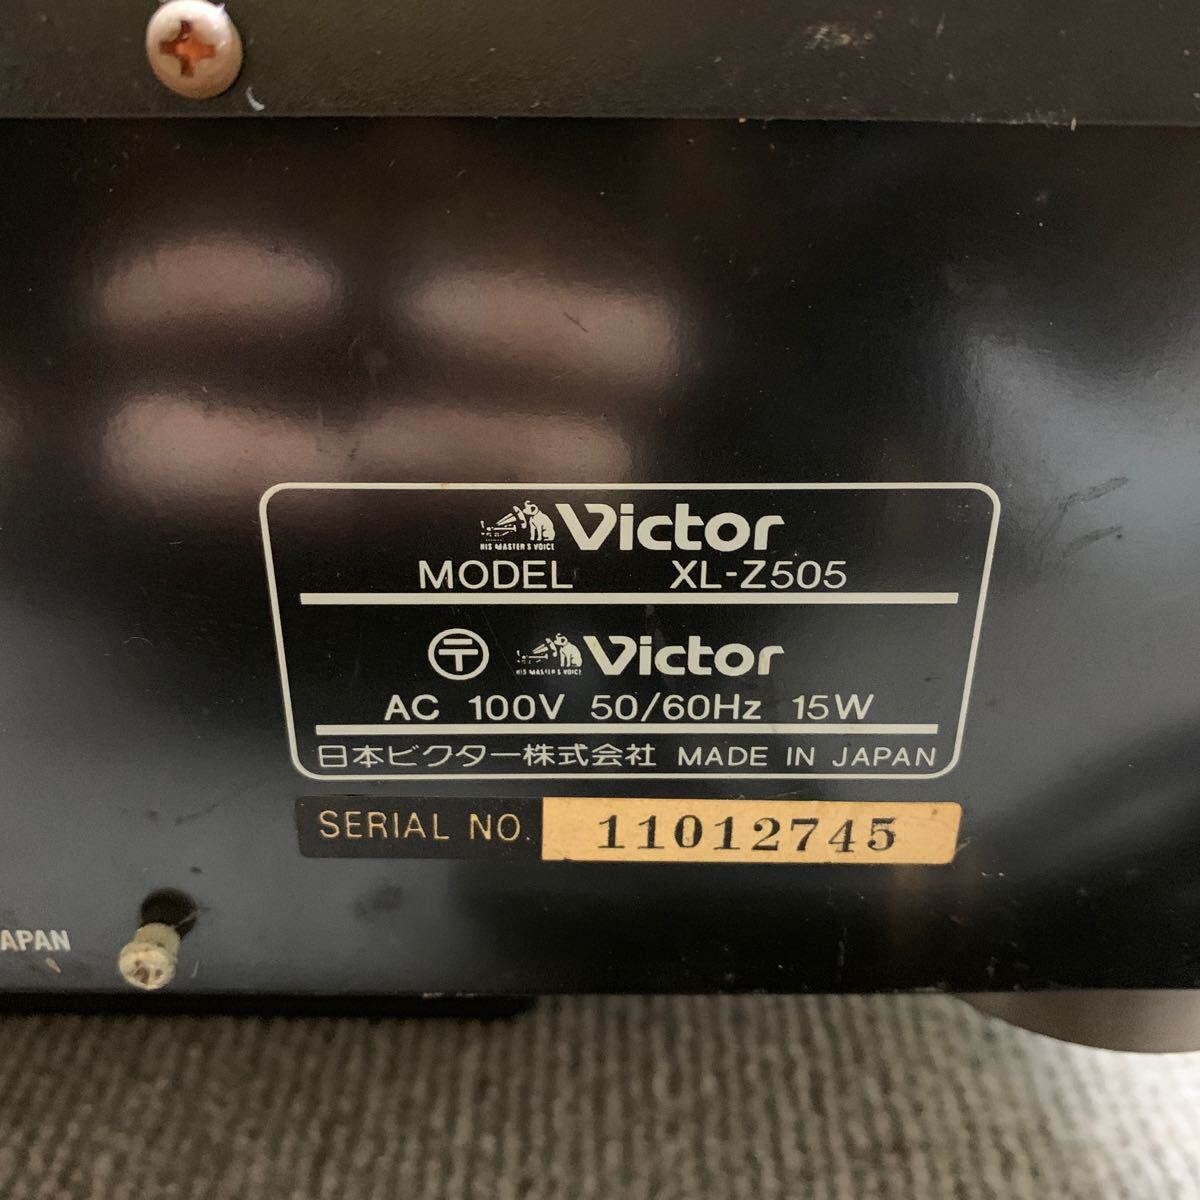 HIS MASTER'S VOICE Victor
MODEL XL-Z505
〒 HIS MASTER'S VOICE Victor
AC 100V 50/60Hz 15W
日本ビクター株式会社 MADE IN JAPAN
SERIAL NO. 11012745
APAN